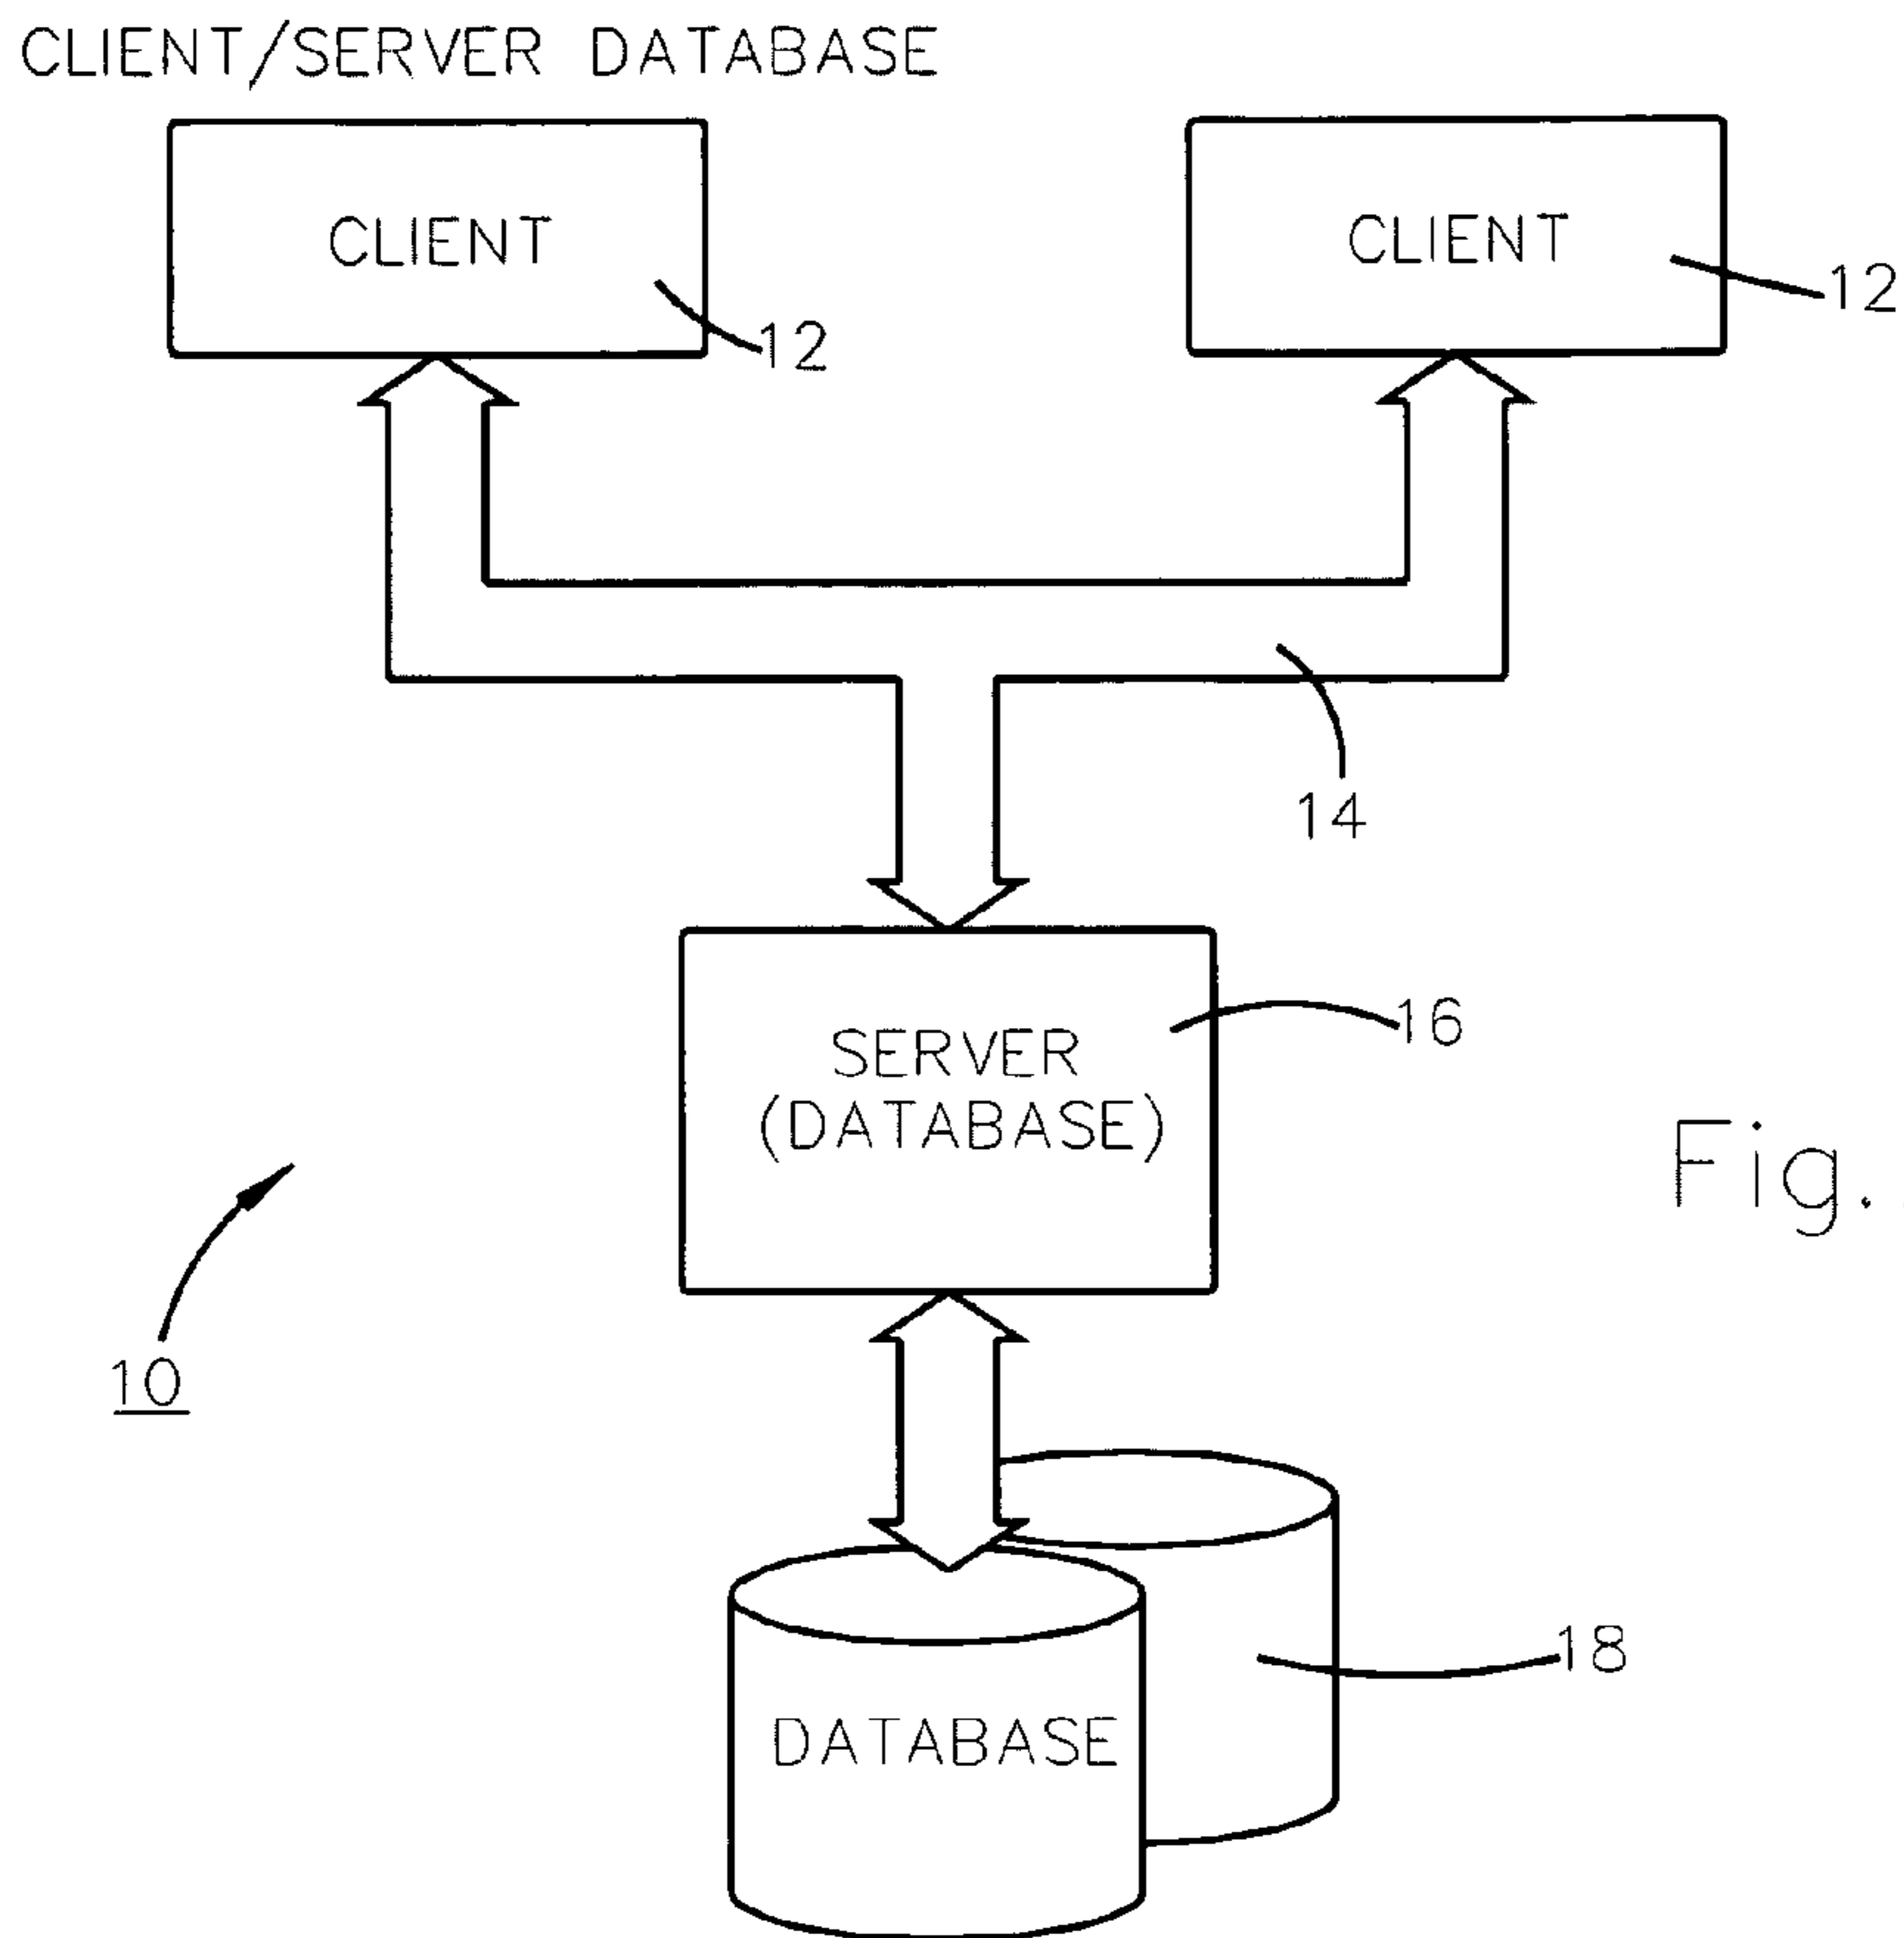 CLIENT/SERVER DATABASE
CLIENT
CLIENT
12
12
14
SERVER
(DATABASE)
16
Fig.
10
18
DATABASE